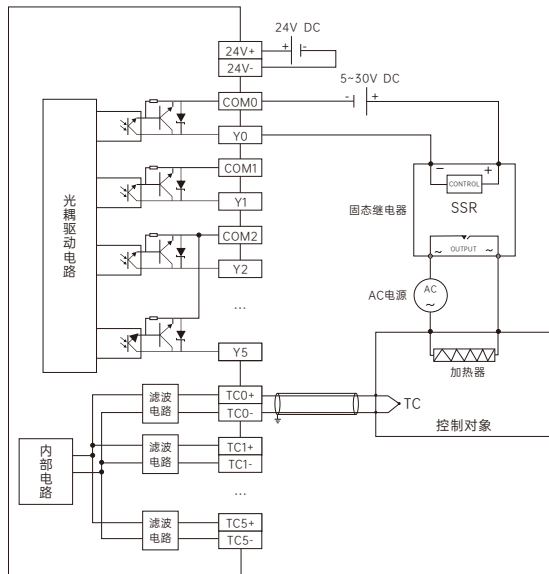 24V DC
24V+
+ -
24V-
5~30V DC
COM0
- +
Y0
COM1
- +
CONTROL
SSR
固态继电器
Y1
光耦驱动电路
COM2
OUTPUT
~ ~
Y2
AC电源
AC
~
...
Y5
加热器
滤波
电路
TC0+
TC0-
TC
控制对象
内部电路
滤波
电路
TC1+
TC1-
...
滤波
电路
TC5+
TC5-